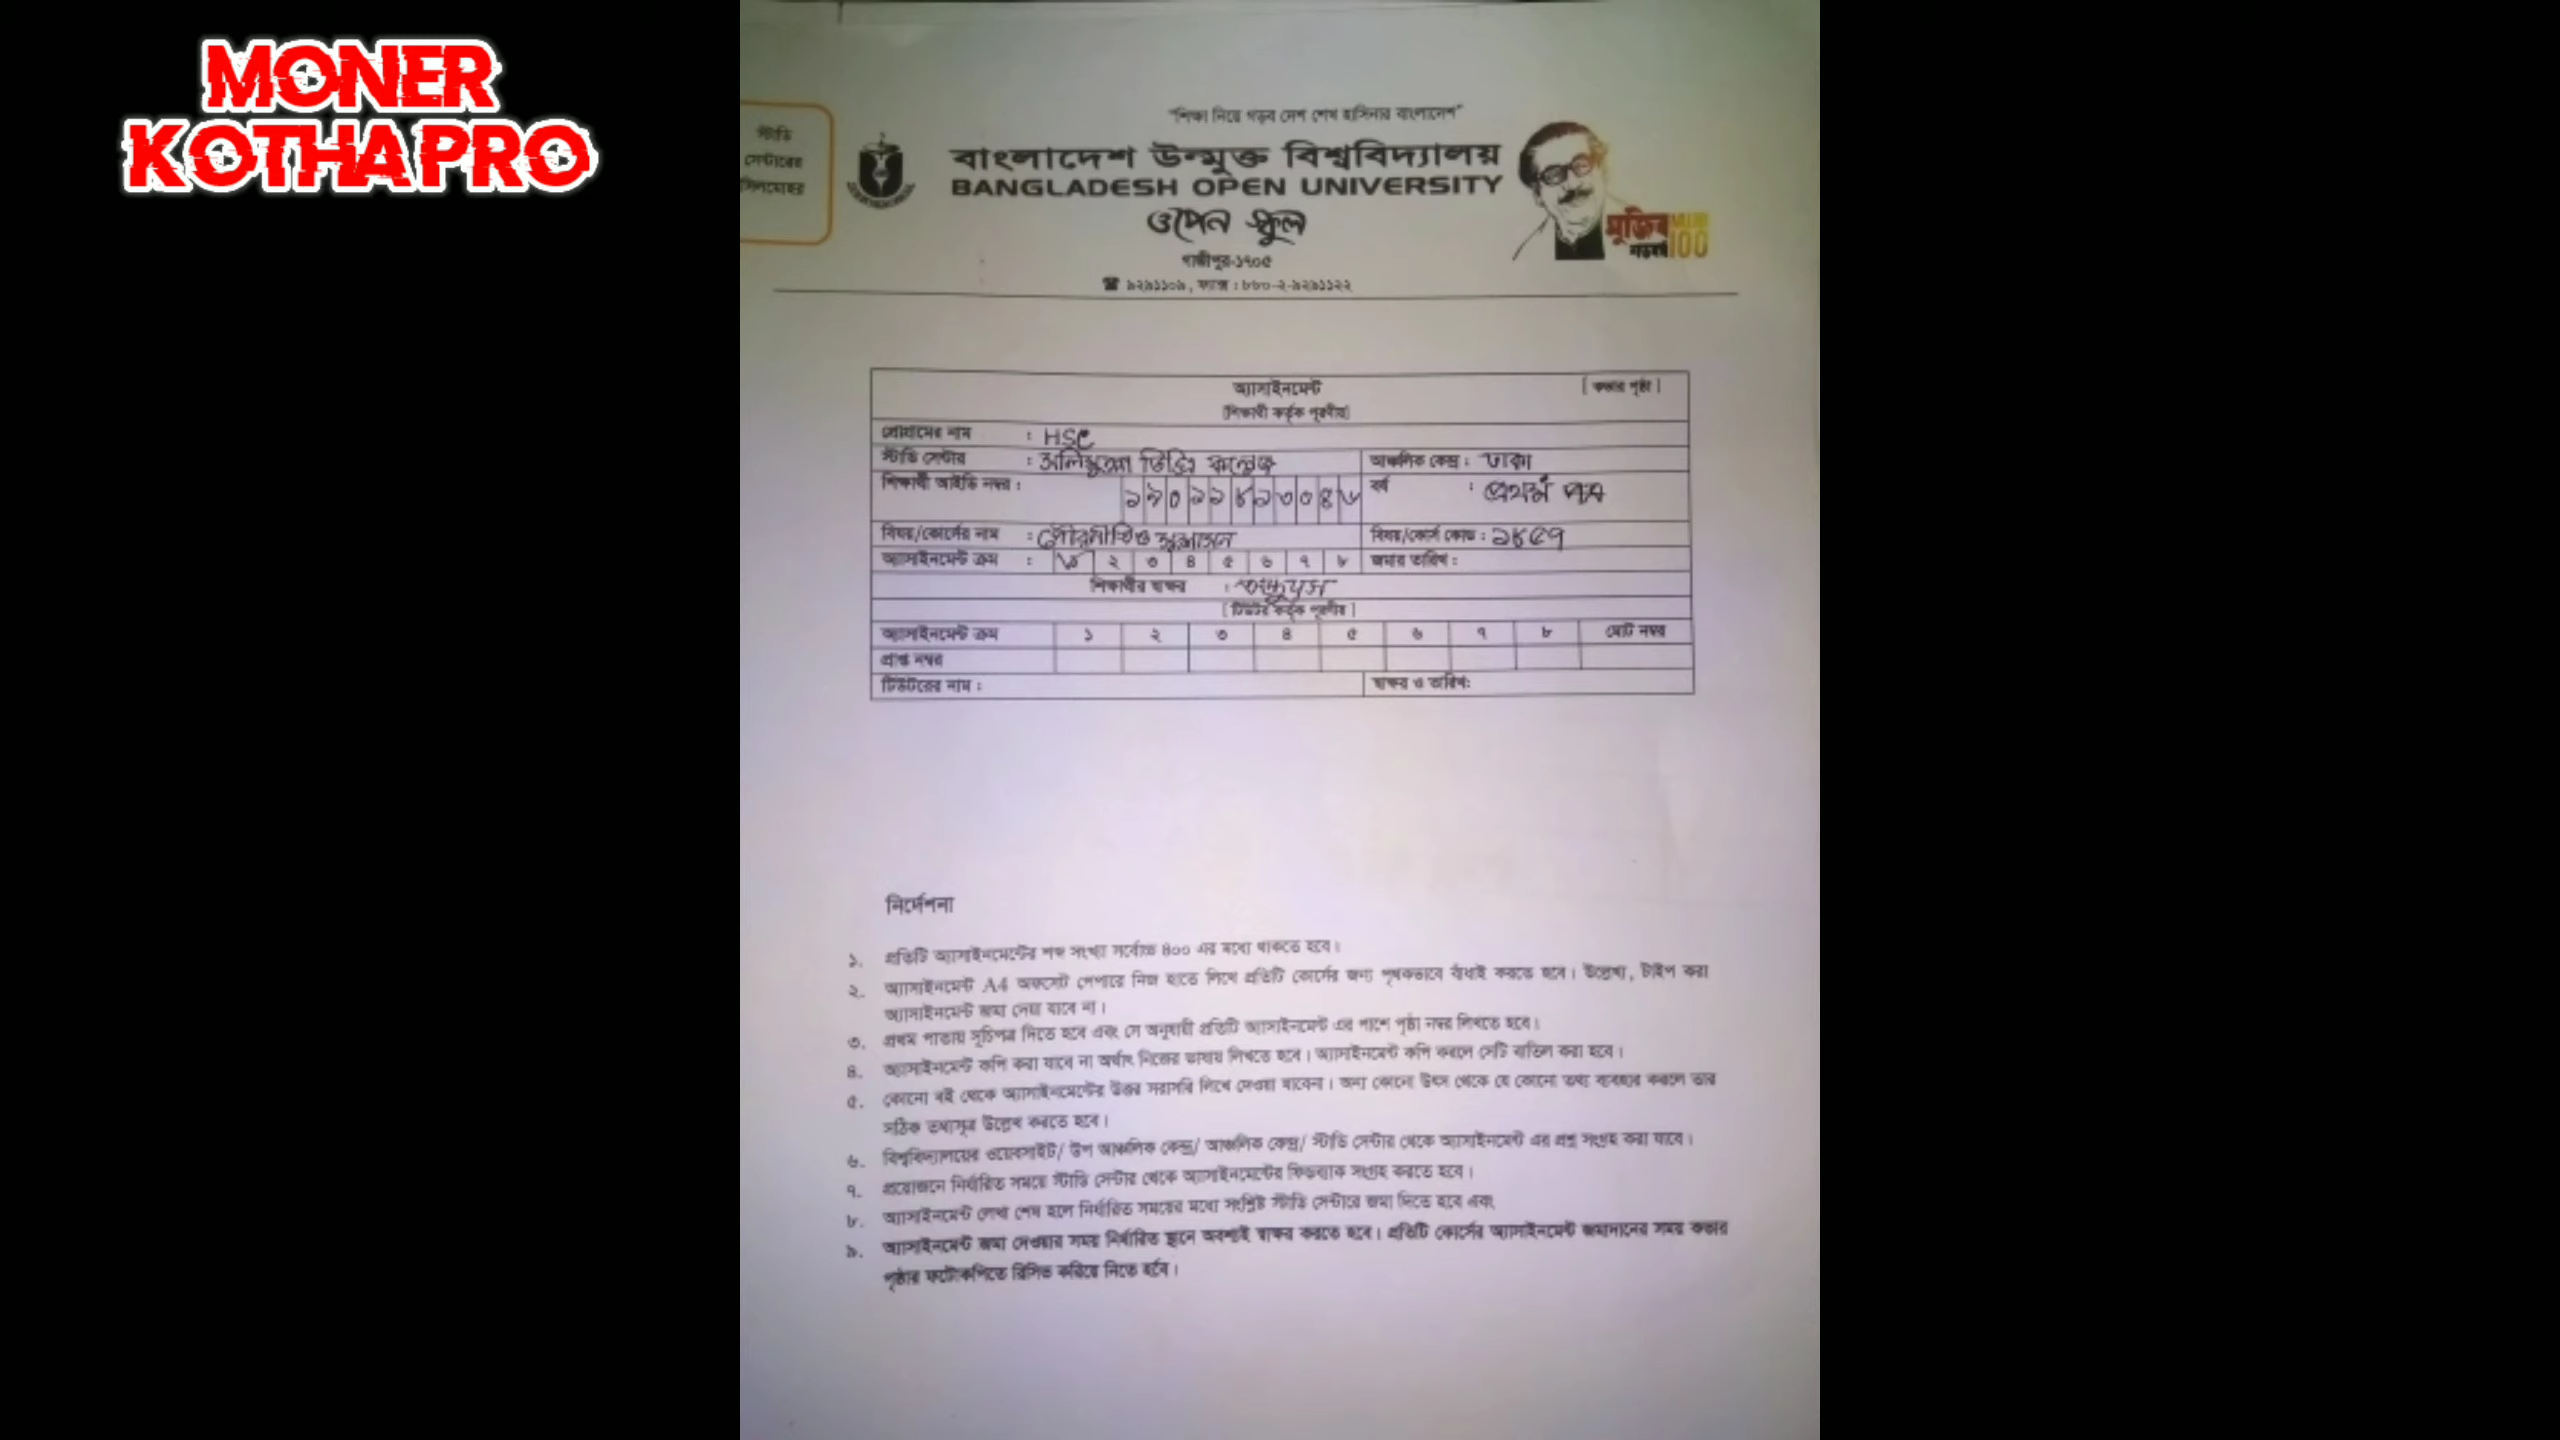 MONER
KOTHA PRO
স্টাডি
সেন্টারের
সিলমোহর
"শিক্ষা নিয়ে গড়ব দেশ শেখ হাসিনার বাংলাদেশ"
বাংলাদেশ উন্মুক্ত বিশ্ববিদ্যালয়
BANGLADESH OPEN UNIVERSITY
ওপেন স্কুল
গাজীপুর-১৭০৫
☎ ৯২৯১১০৯, ফ্যাক্স : ৮৮০-২-৯২৯১১২২
মুজিব
শতবর্ষ 100
অ্যাসাইনমেন্ট [ কভার পৃষ্ঠা ]
[শিক্ষার্থী কর্তৃক পূরণীয়]
প্রোগ্রামের নাম : HSC
স্টাডি সেন্টার : ডিগ্রি কলেজ আঞ্চলিক কেন্দ্র : ঢাকা
শিক্ষার্থী আইডি নম্বর : বর্ষ : প্রথম পত্র
বিষয়/কোর্সের নাম : পৌরনীতি ও সুশাসন বিষয়/কোর্স কোড : ১৮৫৭
অ্যাসাইনমেন্ট ক্রম : ১ ২ ৩ ৪ ৫ ৬ ৭ ৮ জমার তারিখ :
শিক্ষার্থীর স্বাক্ষর :
[ টিউটর কর্তৃক পূরণীয় ]
অ্যাসাইনমেন্ট ক্রম ১ ২ ৩ ৪ ৫ ৬ ৭ ৮ মোট নম্বর
প্রাপ্ত নম্বর
টিউটরের নাম : স্বাক্ষর ও তারিখ:
নির্দেশনা
১. প্রতিটি অ্যাসাইনমেন্টের শব্দ সংখ্যা সর্বোচ্চ ৪০০ এর মধ্যে থাকতে হবে।
২. অ্যাসাইনমেন্ট A4 অফসেট পেপারে নিজ হাতে লিখে প্রতিটি কোর্সের জন্য পৃথকভাবে বাঁধাই করতে হবে। উল্লেখ্য, টাইপ করা
অ্যাসাইনমেন্ট জমা দেয়া যাবে না।
৩. প্রথম পাতায় সূচিপত্র দিতে হবে এবং সে অনুযায়ী প্রতিটি অ্যাসাইনমেন্ট এর পাশে পৃষ্ঠা নম্বর লিখতে হবে।
৪. অ্যাসাইনমেন্ট কপি করা যাবে না অর্থাৎ নিজের ভাষায় লিখতে হবে। অ্যাসাইনমেন্ট কপি করলে সেটি বাতিল করা হবে।
৫. কোনো বই থেকে অ্যাসাইনমেন্টের উত্তর সরাসরি লিখে দেওয়া যাবেনা। অন্য কোনো উৎস থেকে যে কোনো তথ্য ব্যবহার করলে তার
সঠিক তথ্যসূত্র উল্লেখ করতে হবে।
৬. বিশ্ববিদ্যালয়ের ওয়েবসাইট/ উপ আঞ্চলিক কেন্দ্র/ আঞ্চলিক কেন্দ্র/ স্টাডি সেন্টার থেকে অ্যাসাইনমেন্ট এর প্রশ্ন সংগ্রহ করা যাবে।
৭. প্রয়োজনে নির্ধারিত সময়ে স্টাডি সেন্টার থেকে অ্যাসাইনমেন্টের ফিডব্যাক সংগ্রহ করতে হবে।
৮. অ্যাসাইনমেন্ট লেখা শেষ হলে নির্ধারিত সময়ের মধ্যে সংশ্লিষ্ট স্টাডি সেন্টারে জমা দিতে হবে এবং
৯. অ্যাসাইনমেন্ট জমা দেওয়ার সময় নির্ধারিত স্থানে অবশ্যই স্বাক্ষর করতে হবে। প্রতিটি কোর্সের অ্যাসাইনমেন্ট জমাদানের সময় কভার
পৃষ্ঠার ফটোকপিতে রিসিভ করিয়ে নিতে হবে।